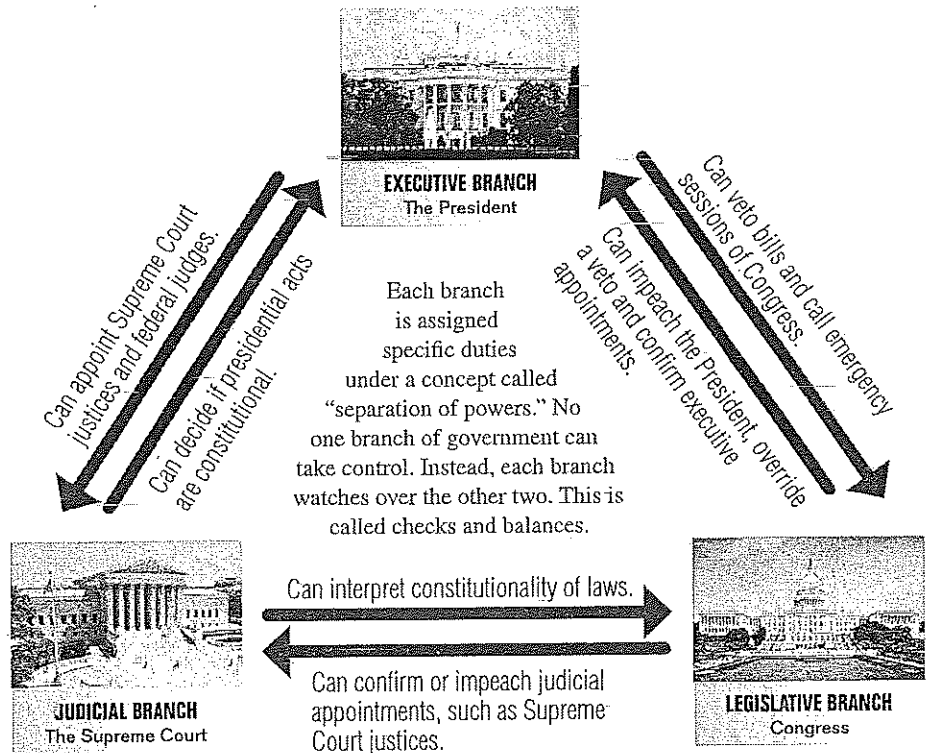 EXECUTIVE BRANCH
The President
Can appoint Supreme Court
justices and federal judges.
Can decide if presidential acts
are constitutional.
Can veto bills and call emergency
sessions of Congress.
Can impeach the President, override
a veto and confirm executive
appointments.
Each branch
is assigned
specific duties
under a concept called
“separation of powers.” No
one branch of government can
take control. Instead, each branch
watches over the other two. This is
called checks and balances.
Can interpret constitutionality of laws.
Can confirm or impeach judicial
appointments, such as Supreme
Court justices.
JUDICIAL BRANCH
The Supreme Court
LEGISLATIVE BRANCH
Congress